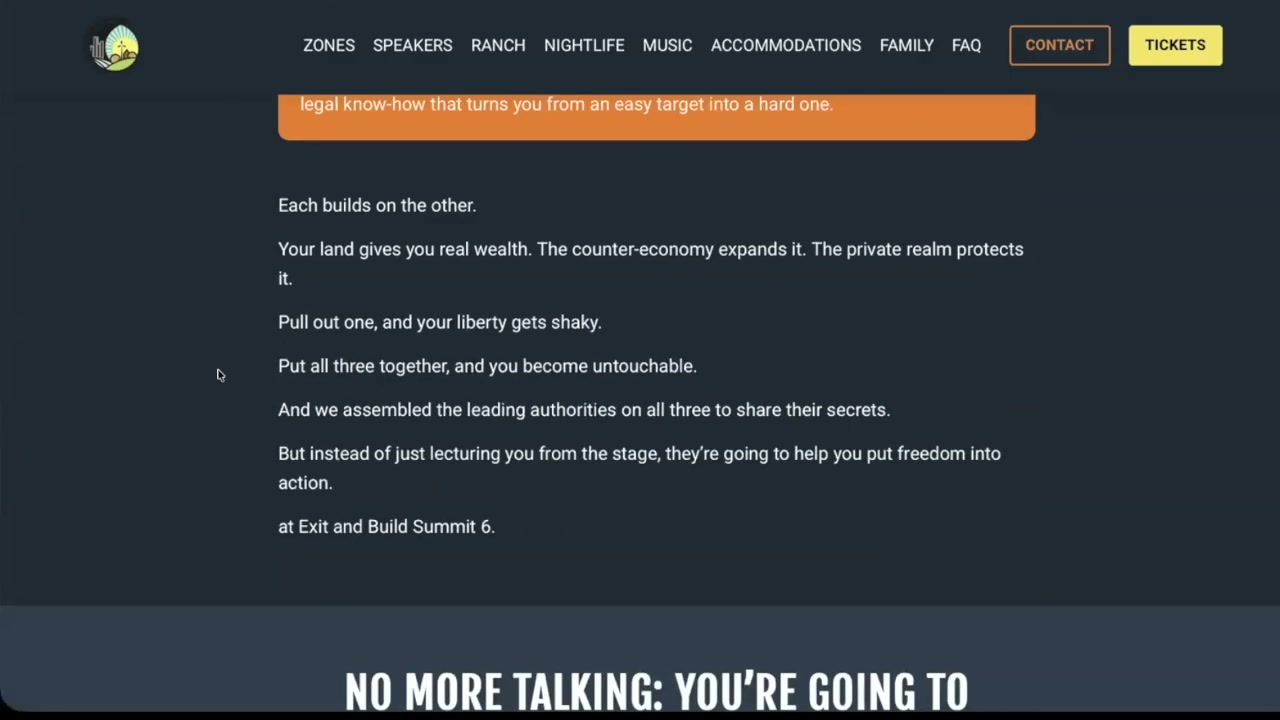 ZONES SPEAKERS RANCH NIGHTLIFE MUSIC ACCOMMODATIONS FAMILY FAQ CONTACT TICKETS
legal know-how that turns you from an easy target into a hard one.
Each builds on the other.
Your land gives you real wealth. The counter-economy expands it. The private realm protects
it.
Pull out one, and your liberty gets shaky.
Put all three together, and you become untouchable.
And we assembled the leading authorities on all three to share their secrets.
But instead of just lecturing you from the stage, they’re going to help you put freedom into
action.
at Exit and Build Summit 6.
NO MORE TALKING: YOU’RE GOING TO